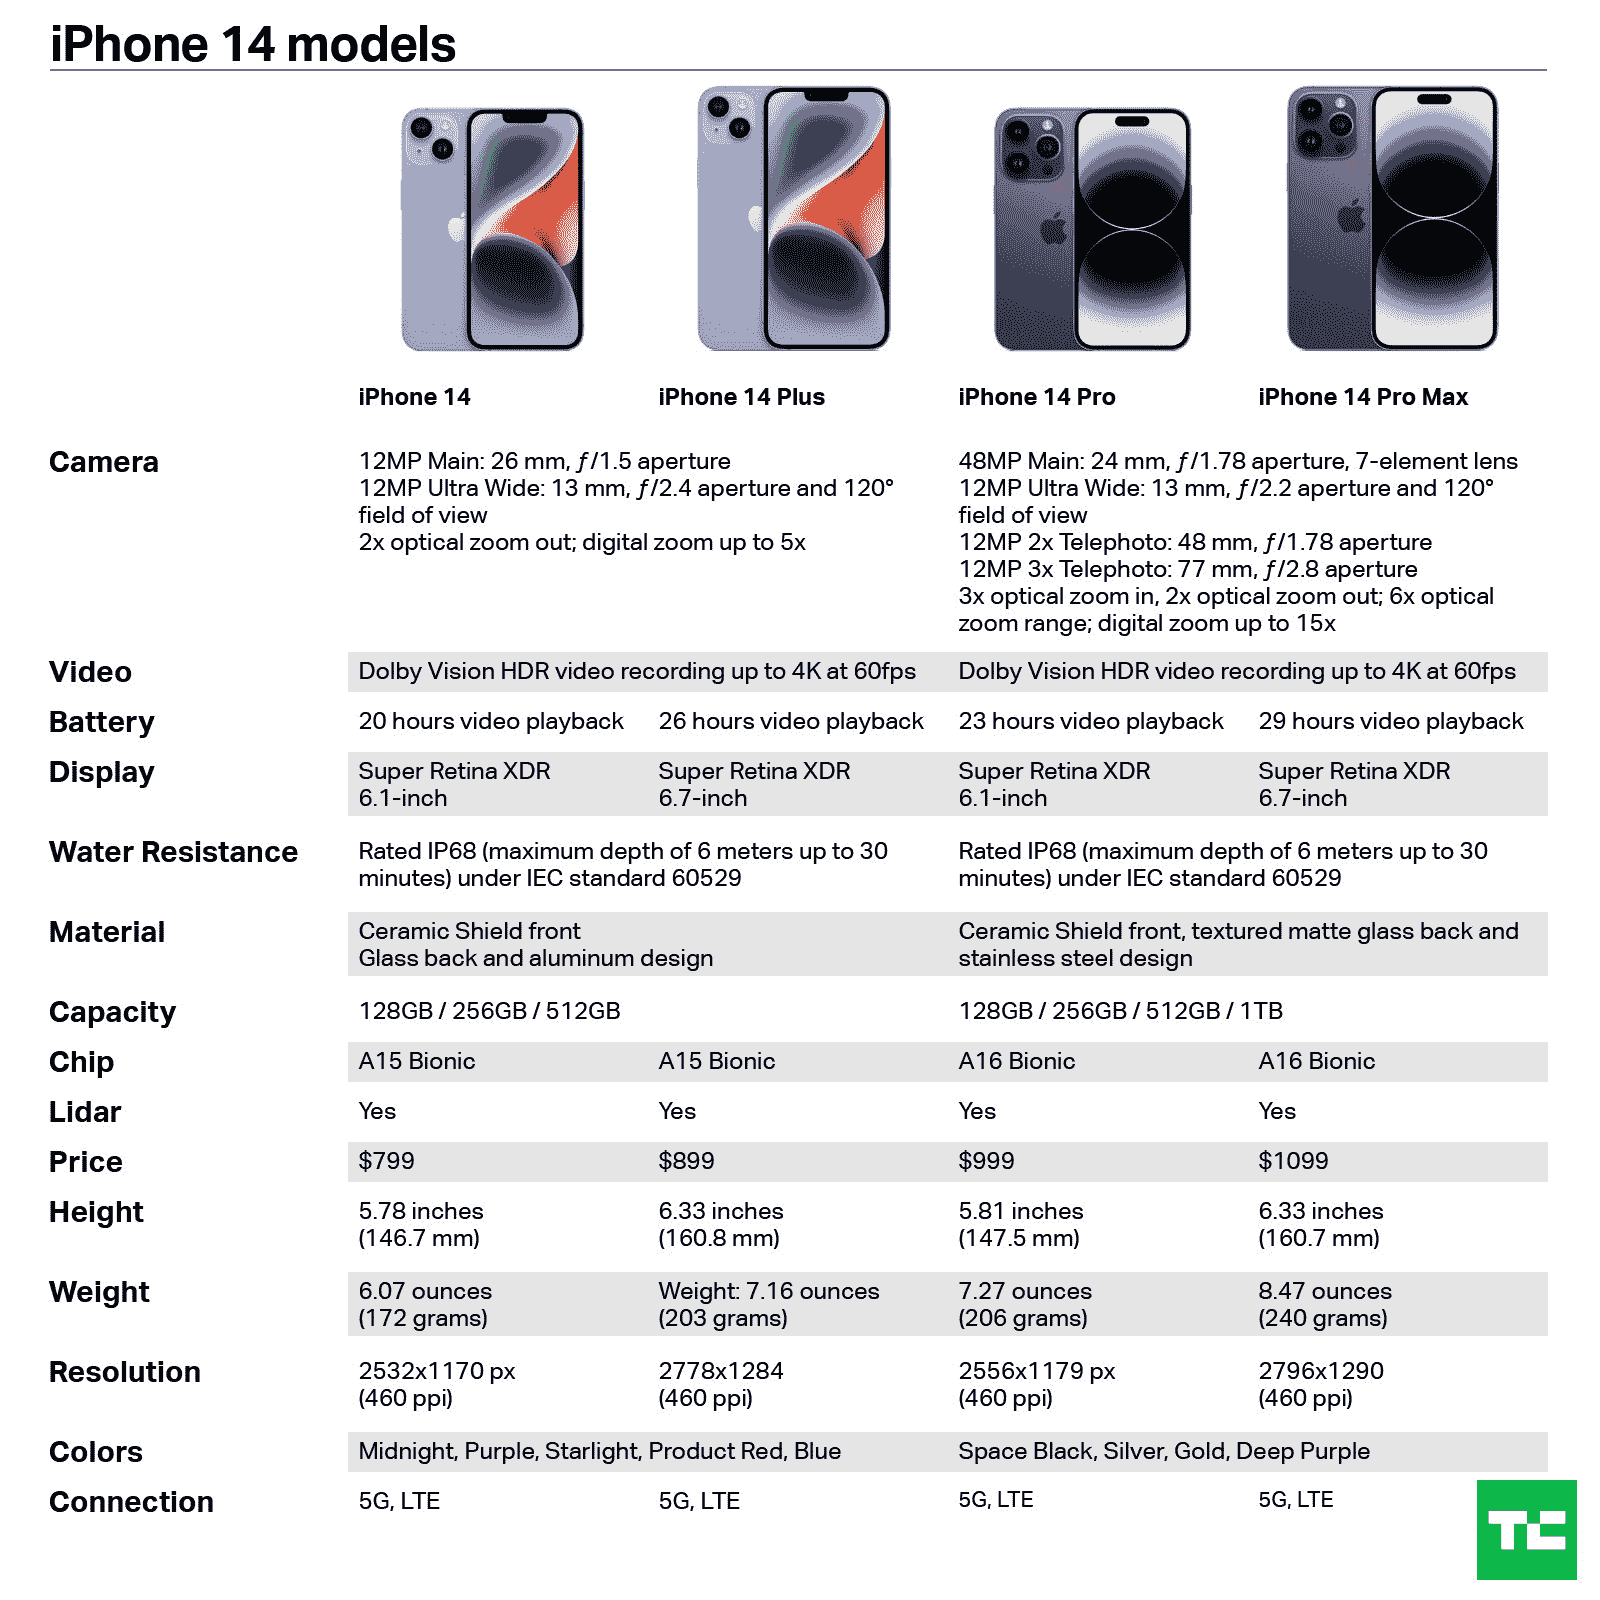 iPhone 14 models
iPhone 14
iPhone 14 Plus
iPhone 14 Pro
iPhone 14 Pro Max
Camera
12MP Main: 26 mm, ƒ/1.5 aperture
12MP Ultra Wide: 13 mm, ƒ/2.4 aperture and 120°
field of view
2x optical zoom out; digital zoom up to 5x
48MP Main: 24 mm, ƒ/1.78 aperture, 7-element lens
12MP Ultra Wide: 13 mm, ƒ/2.2 aperture and 120°
field of view
12MP 2x Telephoto: 48 mm, ƒ/1.78 aperture
12MP 3x Telephoto: 77 mm, ƒ/2.8 aperture
3x optical zoom in, 2x optical zoom out; 6x optical
zoom range; digital zoom up to 15x
Video
Dolby Vision HDR video recording up to 4K at 60fps
Dolby Vision HDR video recording up to 4K at 60fps
Battery
20 hours video playback
26 hours video playback
23 hours video playback
29 hours video playback
Display
Super Retina XDR
6.1-inch
Super Retina XDR
6.7-inch
Super Retina XDR
6.1-inch
Super Retina XDR
6.7-inch
Water Resistance
Rated IP68 (maximum depth of 6 meters up to 30
minutes) under IEC standard 60529
Rated IP68 (maximum depth of 6 meters up to 30
minutes) under IEC standard 60529
Material
Ceramic Shield front
Glass back and aluminum design
Ceramic Shield front, textured matte glass back and
stainless steel design
Capacity
128GB / 256GB / 512GB
128GB / 256GB / 512GB / 1TB
Chip
A15 Bionic
A15 Bionic
A16 Bionic
A16 Bionic
Lidar
Yes
Yes
Yes
Yes
Price
$799
$899
$999
$1099
Height
5.78 inches
(146.7 mm)
6.33 inches
(160.8 mm)
5.81 inches
(147.5 mm)
6.33 inches
(160.7 mm)
Weight
6.07 ounces
(172 grams)
Weight: 7.16 ounces
(203 grams)
7.27 ounces
(206 grams)
8.47 ounces
(240 grams)
Resolution
2532x1170 px
(460 ppi)
2778x1284
(460 ppi)
2556x1179 px
(460 ppi)
2796x1290
(460 ppi)
Colors
Midnight, Purple, Starlight, Product Red, Blue
Space Black, Silver, Gold, Deep Purple
Connection
5G, LTE
5G, LTE
5G, LTE
5G, LTE
TC